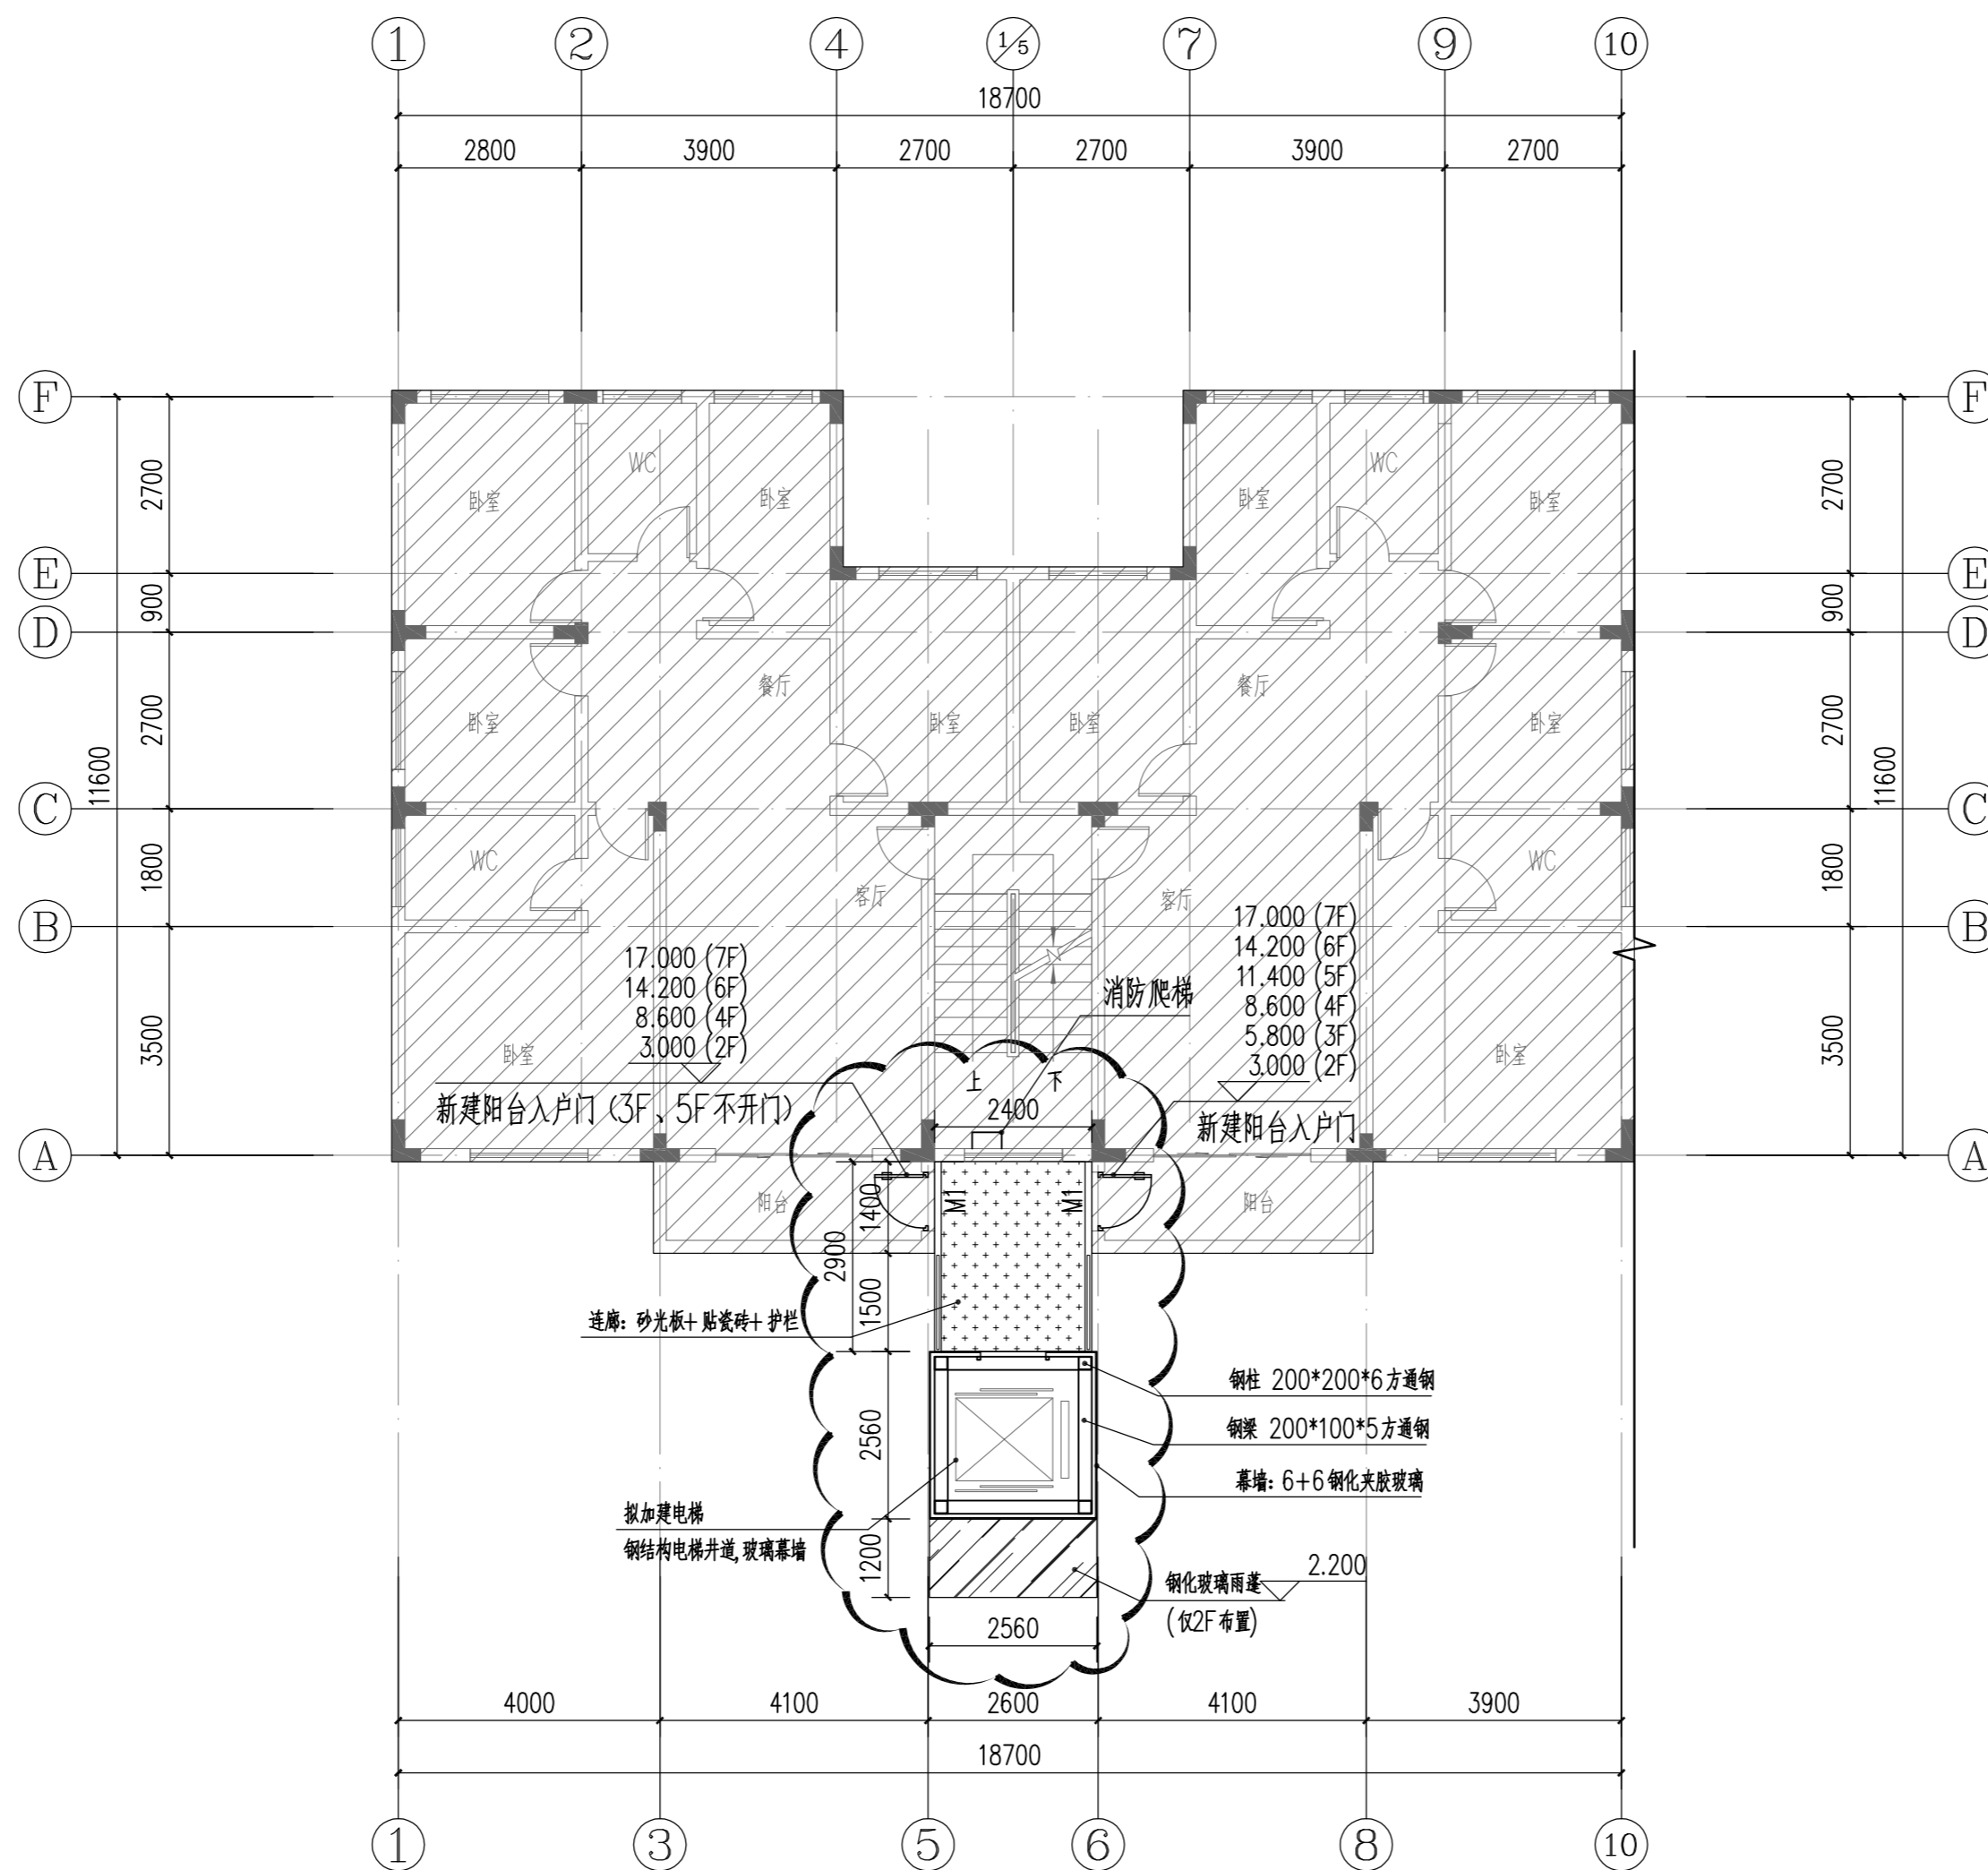 1 2 4 1/5 7 9 10
18700
2800 3900 2700 2700 3900 2700
F F
2700 WC WC 2700
卧室 卧室 卧室 卧室
E E
900 900
D D
餐厅 餐厅
2700 卧室 卧室 卧室 卧室 2700
11600 11600
C C
1800 WC WC 1800
客厅 客厅
B B
17.000 (7F)
14.200 (6F)
8.600 (4F)
3.000 (2F)
新建阳台入户门 (3F、5F不开门)
消防爬梯
17.000 (7F)
14.200 (6F)
11.400 (5F)
8.600 (4F)
5.800 (3F)
3.000 (2F)
新建阳台入户门
3500 卧室 卧室 3500
上 下
2400
A A
M1 M1
阳台 阳台
1400
2900
1500
连廊: 砂光板+贴瓷砖+护栏
钢柱 200*200*6方通钢
2560
钢梁 200*100*5方通钢
幕墙: 6+6钢化夹胶玻璃
拟加建电梯
钢结构电梯井道,玻璃幕墙
1200
2.200
钢化玻璃雨蓬
(仅2F布置)
2560
4000 4100 2600 4100 3900
18700
1 3 5 6 8 10